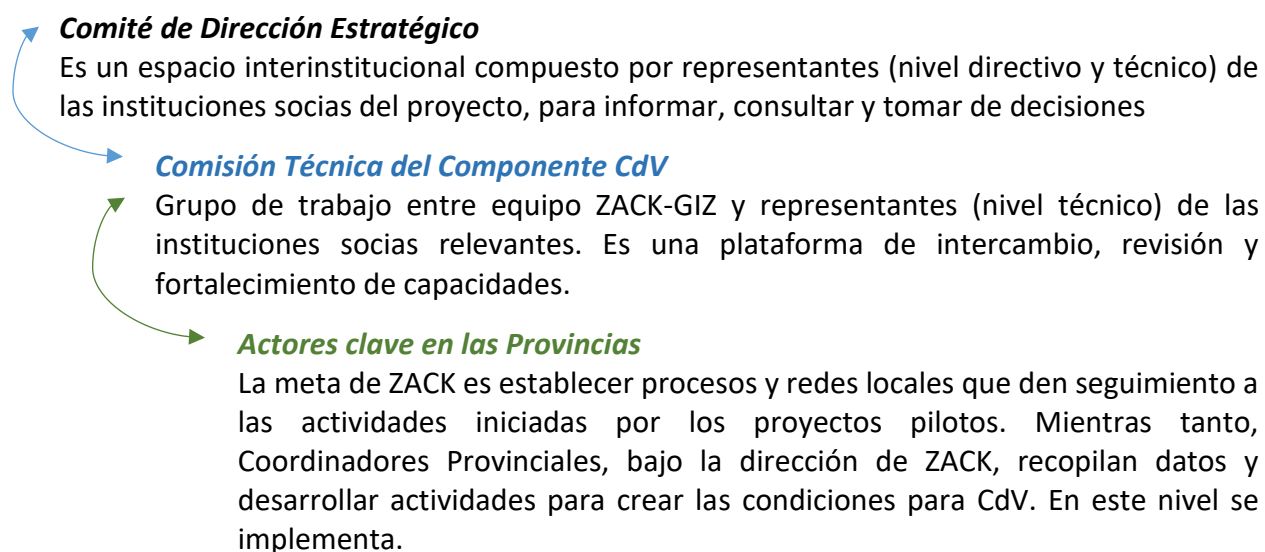 Comité de Dirección Estratégico
Es un espacio interinstitucional compuesto por representantes (nivel directivo y técnico) de
las instituciones socias del proyecto, para informar, consultar y tomar de decisiones
Comisión Técnica del Componente CdV
Grupo de trabajo entre equipo ZACK-GIZ y representantes (nivel técnico) de las
instituciones socias relevantes. Es una plataforma de intercambio, revisión y
fortalecimiento de capacidades.
Actores clave en las Provincias
La meta de ZACK es establecer procesos y redes locales que den seguimiento a
las actividades iniciadas por los proyectos pilotos. Mientras tanto,
Coordinadores Provinciales, bajo la dirección de ZACK, recopilan datos y
desarrollar actividades para crear las condiciones para CdV. En este nivel se
implementa.